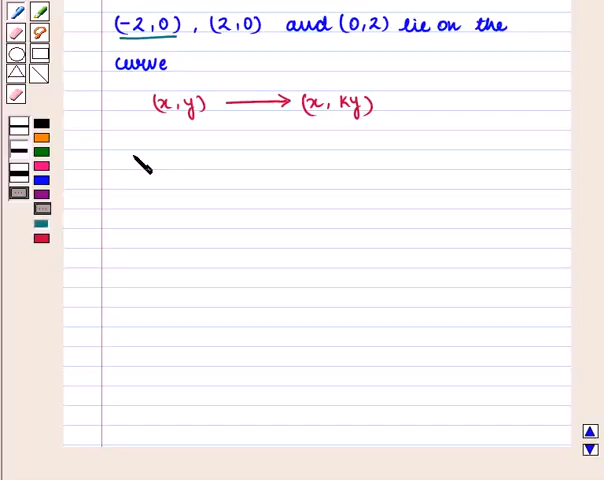 (-2,0), (2,0) and (0,2) lie on the
curve
(x,y) ⟶ (x, ky)